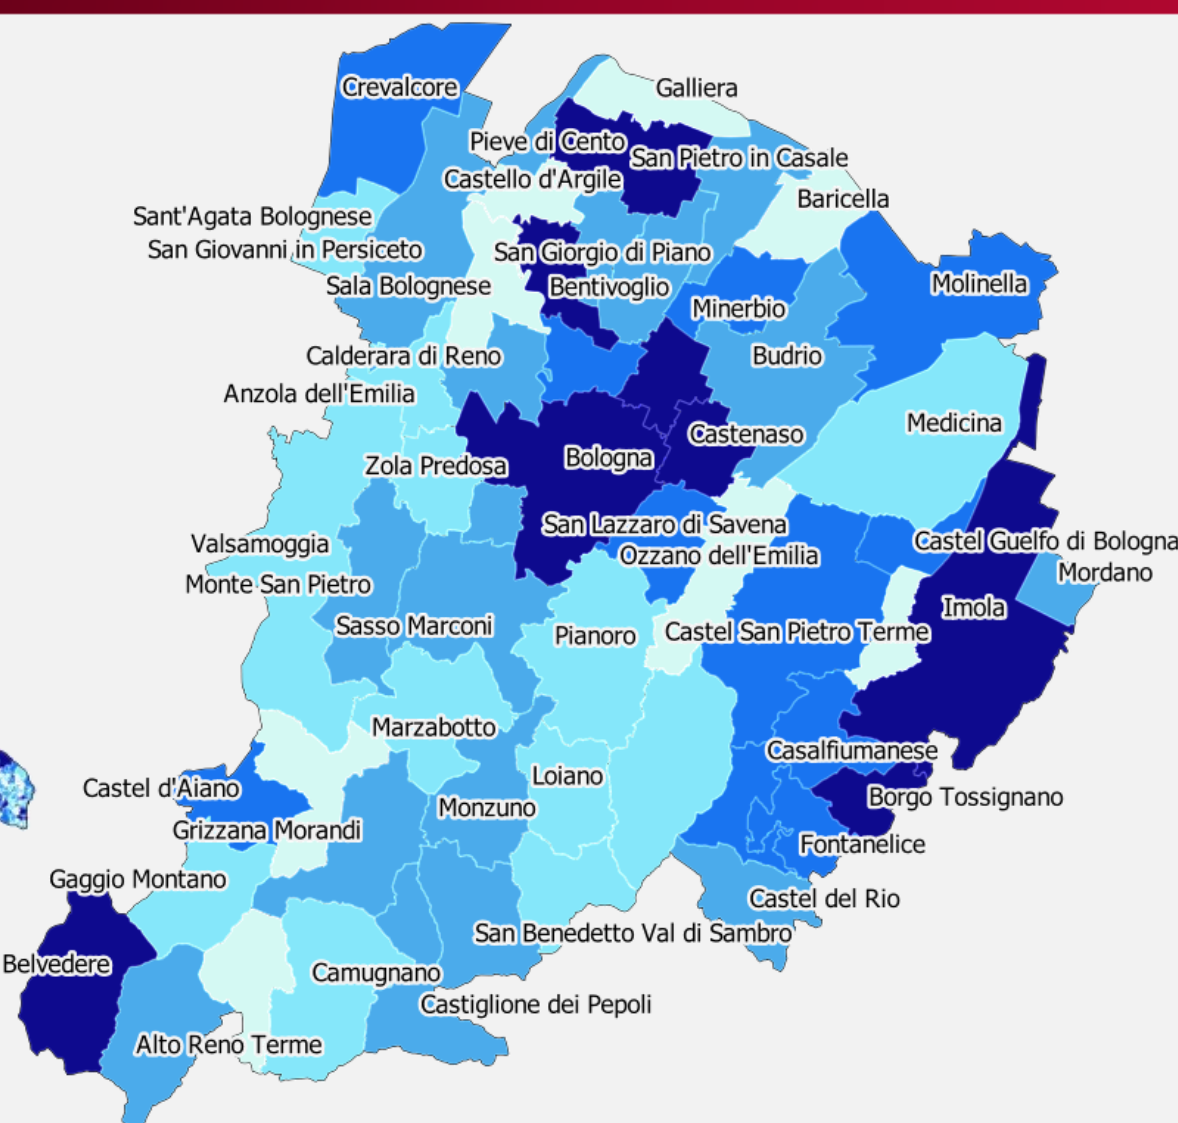 Crevalcore
Galliera
Pieve di Cento
San Pietro in Casale
Castello d'Argile
Baricella
Sant'Agata Bolognese
San Giovanni in Persiceto
San Giorgio di Piano
Sala Bolognese
Bentivoglio
Molinella
Minerbio
Calderara di Reno
Budrio
Anzola dell'Emilia
Medicina
Castenaso
Zola Predosa
Bologna
San Lazzaro di Savena
Valsamoggia
Castel Guelfo di Bologna
Ozzano dell'Emilia
Mordano
Monte San Pietro
Imola
Sasso Marconi
Pianoro
Castel San Pietro Terme
Marzabotto
Casalfiumanese
Loiano
Castel d'Aiano
Borgo Tossignano
Monzuno
Grizzana Morandi
Fontanelice
Gaggio Montano
Castel del Rio
San Benedetto Val di Sambro
Belvedere
Camugnano
Castiglione dei Pepoli
Alto Reno Terme